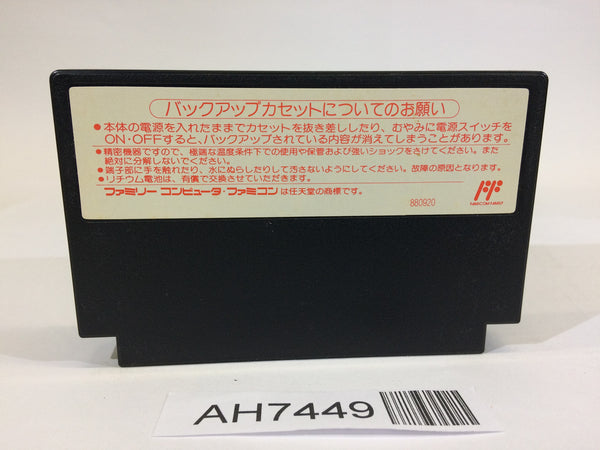 バックアップカセットについてのお願い
●本体の電源を入れたままでカセットを抜き差ししたり、むやみに電源スイッチを
ON・OFFすると、バックアップされている内容が消えてしまうことがあります。
●精密機器ですので、極端な温度条件下での使用や保管および強いショックをさけてください。また
絶対に分解しないでください。
●端子部に手を触れたり、水にぬらしたりして汚さないようにしてください。故障の原因となります。
●リチウム電池は、有償で交換させていただきます。
ファミリーコンピュータ・ファミコンは任天堂の商標です。
880920
FAMICOM FAMILY
AH7449